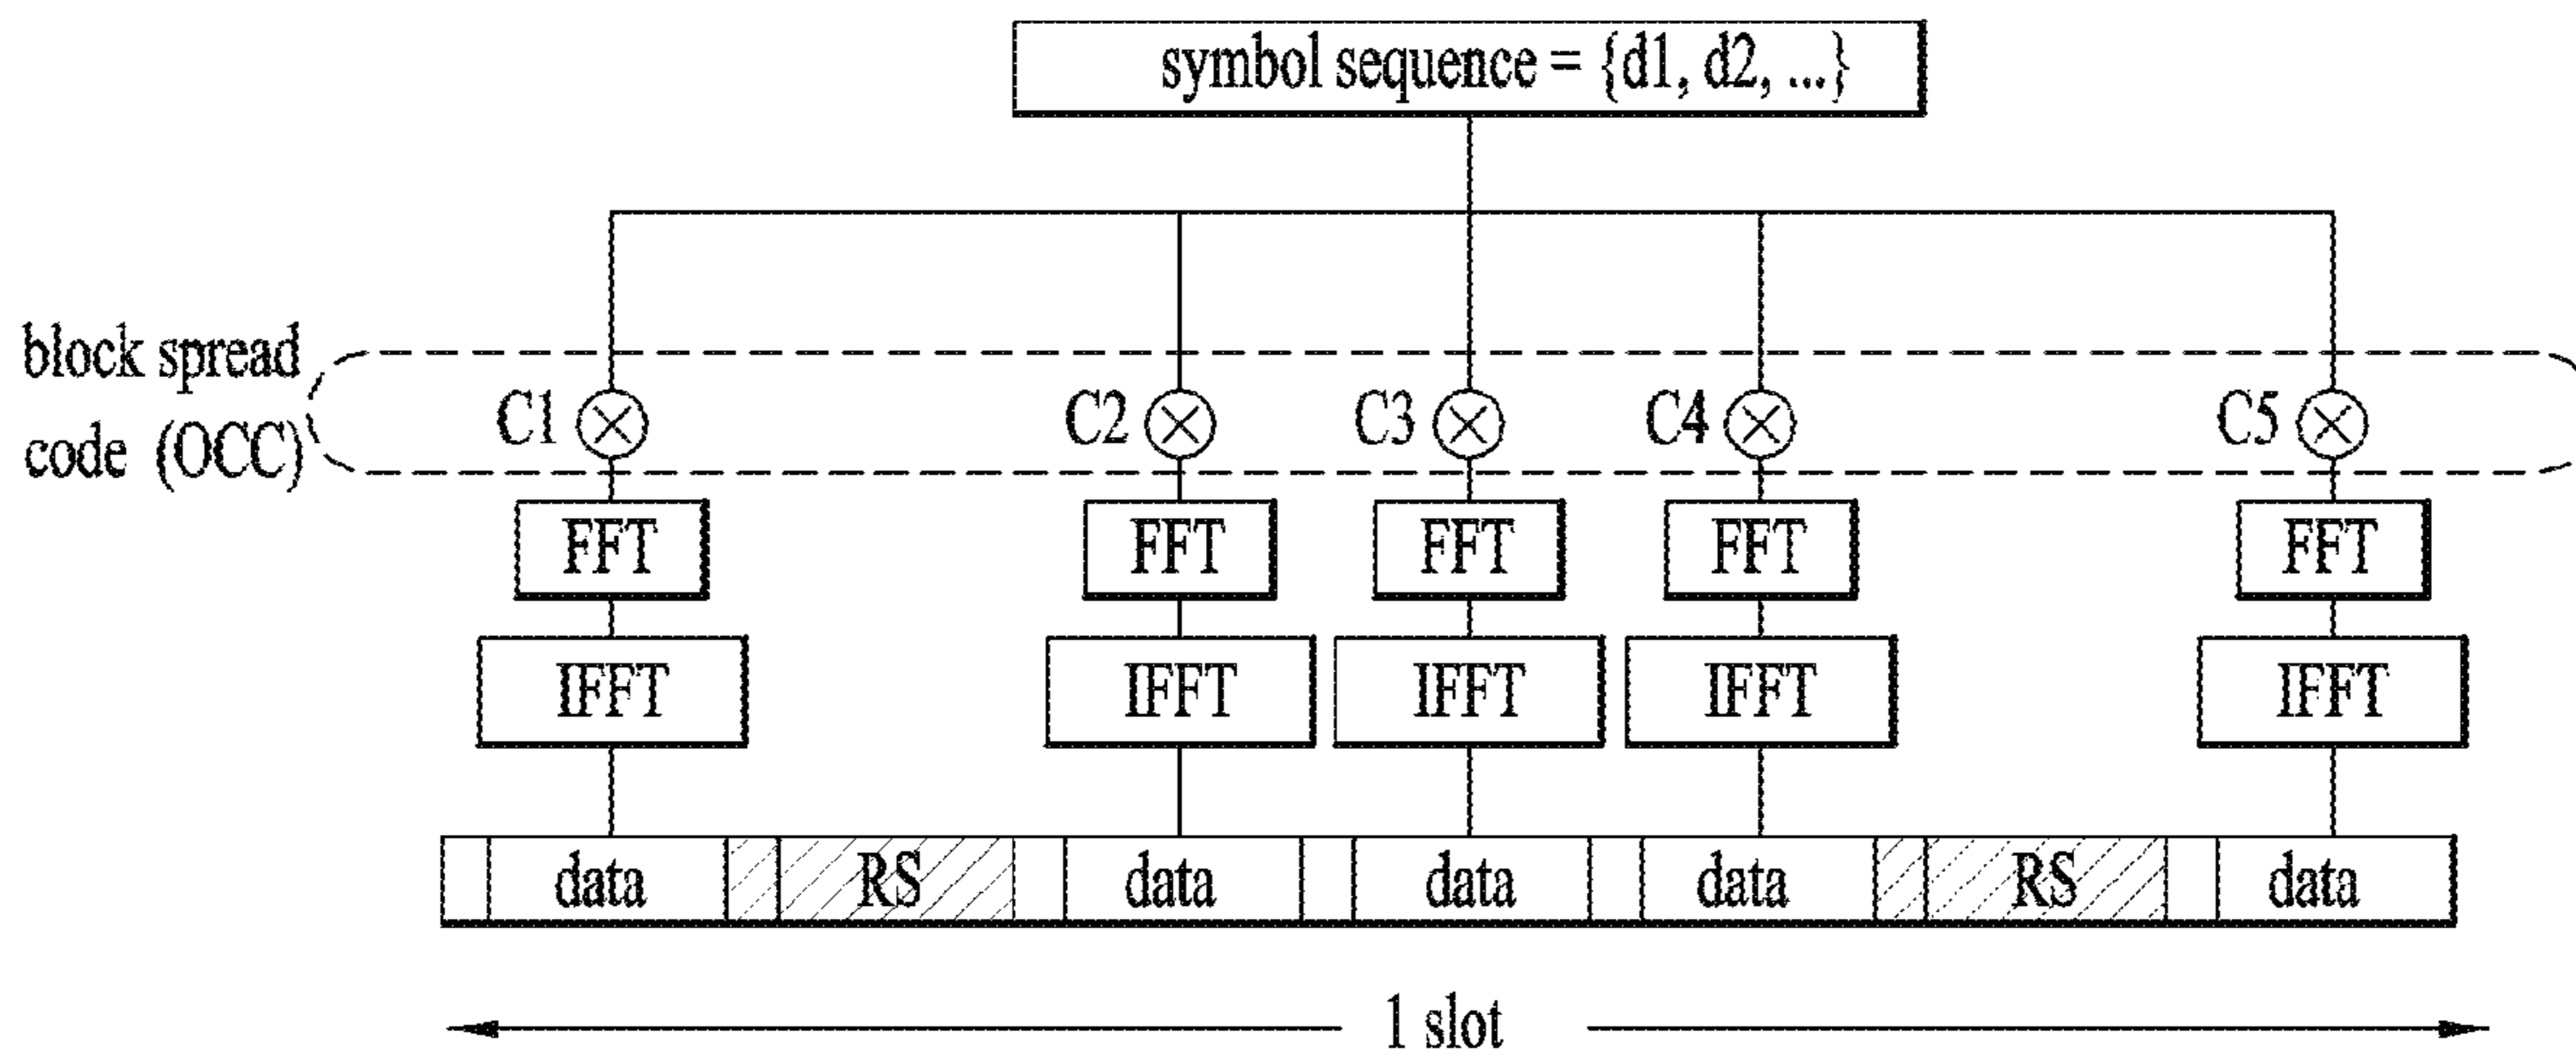 symbol sequence = {d1, d2, ...}
block spread
code (OCC)
C1 C2 C3 C4 C5
FFT FFT FFT FFT FFT
IFFT IFFT IFFT IFFT IFFT
data RS data data data RS data
1 slot